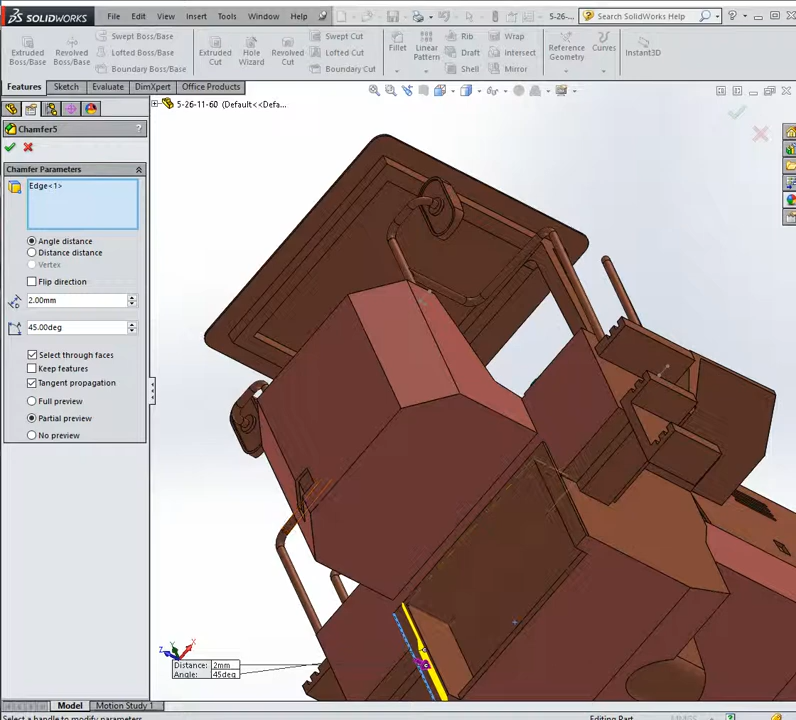 SOLIDWORKS File Edit View Insert Tools Window Help 5-26-... Search SolidWorks Help
Extruded Boss/Base Revolved Boss/Base Swept Boss/Base Lofted Boss/Base Boundary Boss/Base Extruded Cut Hole Wizard Revolved Cut Swept Cut Lofted Cut Boundary Cut Fillet Linear Pattern Rib Draft Shell Wrap Intersect Mirror Reference Geometry Curves Instant3D
Features Sketch Evaluate DimXpert Office Products
5-26-11-60 (Default<<Defa...
Chamfer5 ?
Chamfer Parameters
Edge<1>
Angle distance
Distance distance
Vertex
Flip direction
2.00mm
45.00deg
Select through faces
Keep features
Tangent propagation
Full preview
Partial preview
No preview
Y
Z X
Distance: 2mm
Angle: 45deg
Model Motion Study 1
Select a handle to modify parameters Editing Part MMGS